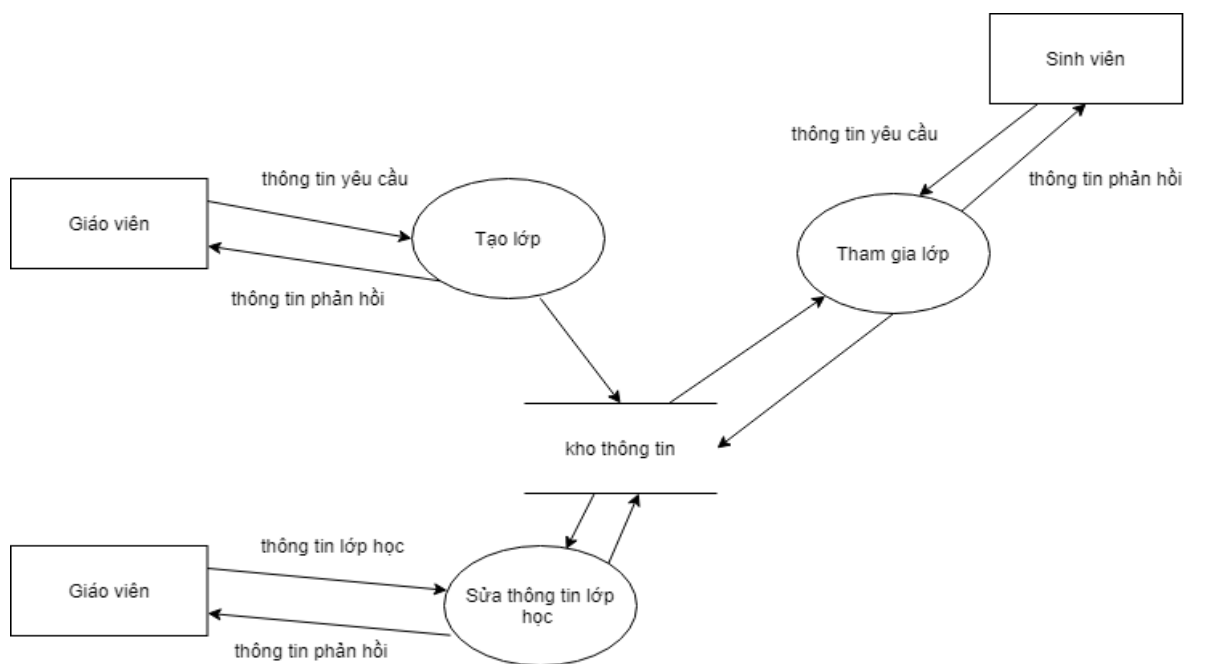 Sinh viên
thông tin yêu cầu
thông tin phản hồi
thông tin yêu cầu
Giáo viên
Tạo lớp
Tham gia lớp
thông tin phản hồi
kho thông tin
thông tin lớp học
Giáo viên
Sửa thông tin lớp
học
thông tin phản hồi